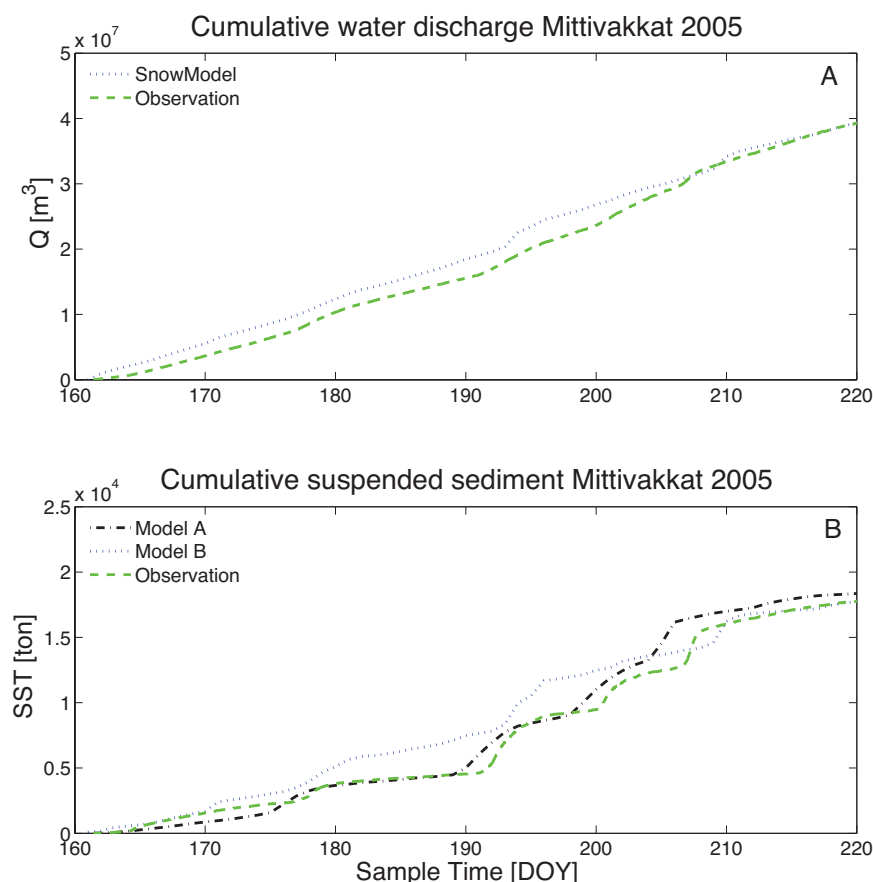 Cumulative water discharge Mittivakkat 2005
x 10^7
5
4
3
2
1
0
Q [m^3]
SnowModel
Observation
A
160 170 180 190 200 210 220
Cumulative suspended sediment Mittivakkat 2005
x 10^4
2.5
2
1.5
1
0.5
0
SST [ton]
Model A
Model B
Observation
B
160 170 180 190 200 210 220
Sample Time [DOY]